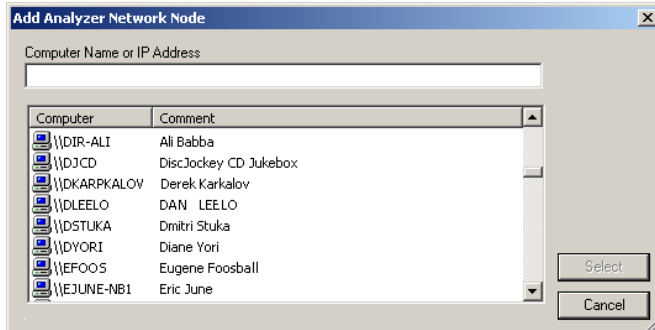 Add Analyzer Network Node
Computer Name or IP Address
Computer Comment
\\DIR-ALI Ali Babba
\\DJCD DiscJockey CD Jukebox
\\DKARPKALOV Derek Karkalov
\\DLEELO DAN LEELO
\\DSTUKA Dmitri Stuka
\\DYORI Diane Yori
\\EFOOS Eugene Foosball
\\EJUNE-NB1 Eric June
Select
Cancel